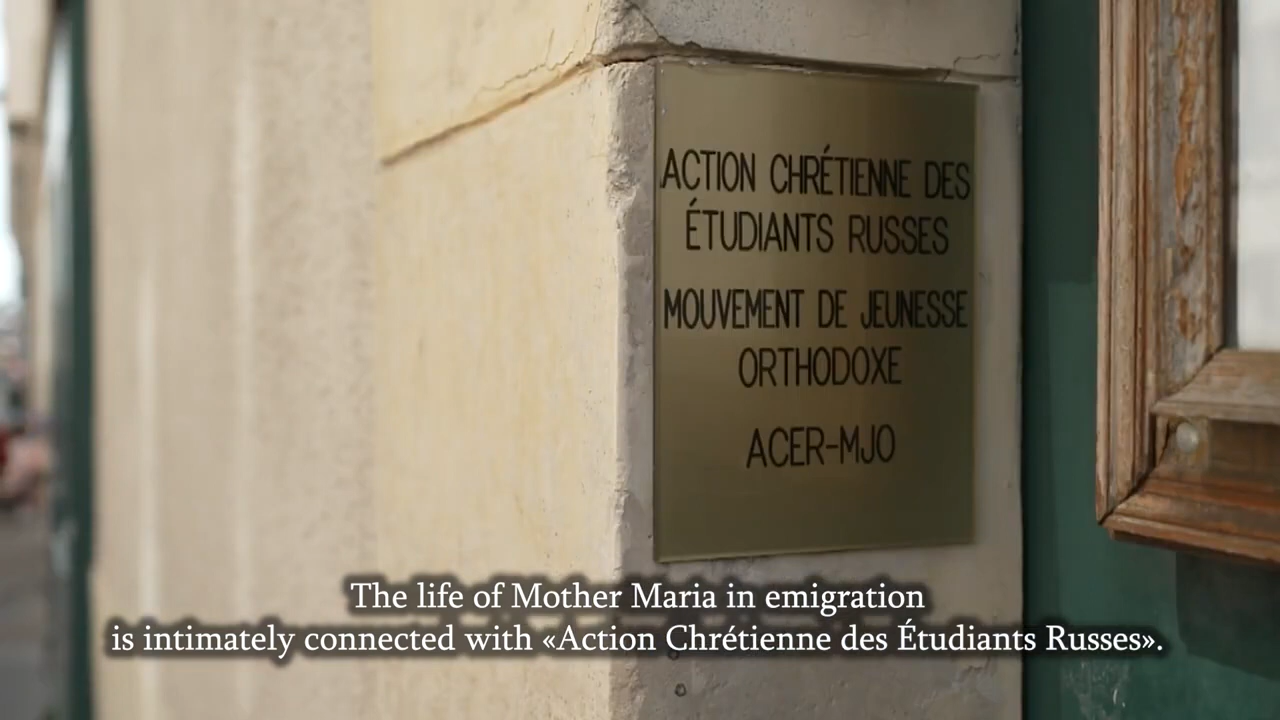 ACTION CHRÉTIENNE DES
ÉTUDIANTS RUSSES
MOUVEMENT DE JEUNESSE
ORTHODOXE
ACER-MJO
The life of Mother Maria in emigration
is intimately connected with «Action Chrétienne des Étudiants Russes».